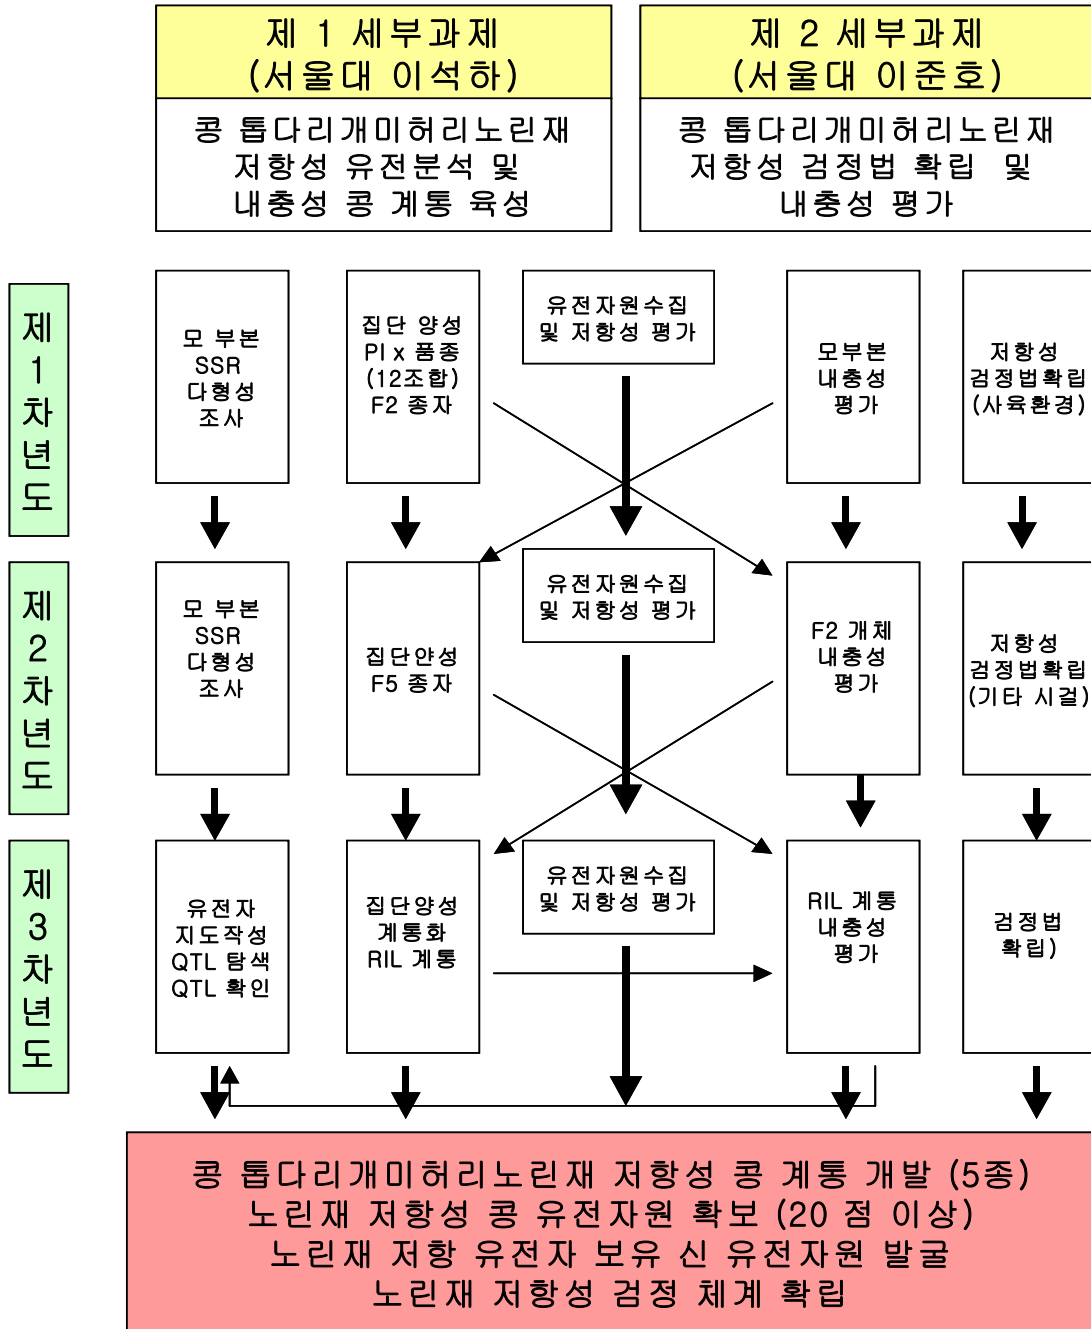 제 1 세부과제
(서울대 이석하)
콩 톱다리개미허리노린재
저항성 유전분석 및
내충성 콩 계통 육성
제 2 세부과제
(서울대 이준호)
콩 톱다리개미허리노린재
저항성 검정법 확립 및
내충성 평가
제
1
차
년
도
모 부본
SSR
다형성
조사
집단 양성
PI x 품종
(12조합)
F2 종자
유전자원수집
및 저항성 평가
모부본
내충성
평가
저항성
검정법확립
(사육환경)
제
2
차
년
도
모 부본
SSR
다형성
조사
집단양성
F5 종자
유전자원수집
및 저항성 평가
F2 개체
내충성
평가
저항성
검정법확립
(기타 시걸)
제
3
차
년
도
유전자
지도작성
QTL 탐색
QTL 확인
집단양성
계통화
RIL 계통
유전자원수집
및 저항성 평가
RIL 계통
내충성
평가
검정법
확립)
콩 톱다리개미허리노린재 저항성 콩 계통 개발 (5종)
노린재 저항성 콩 유전자원 확보 (20 점 이상)
노린재 저항 유전자 보유 신 유전자원 발굴
노린재 저항성 검정 체계 확립